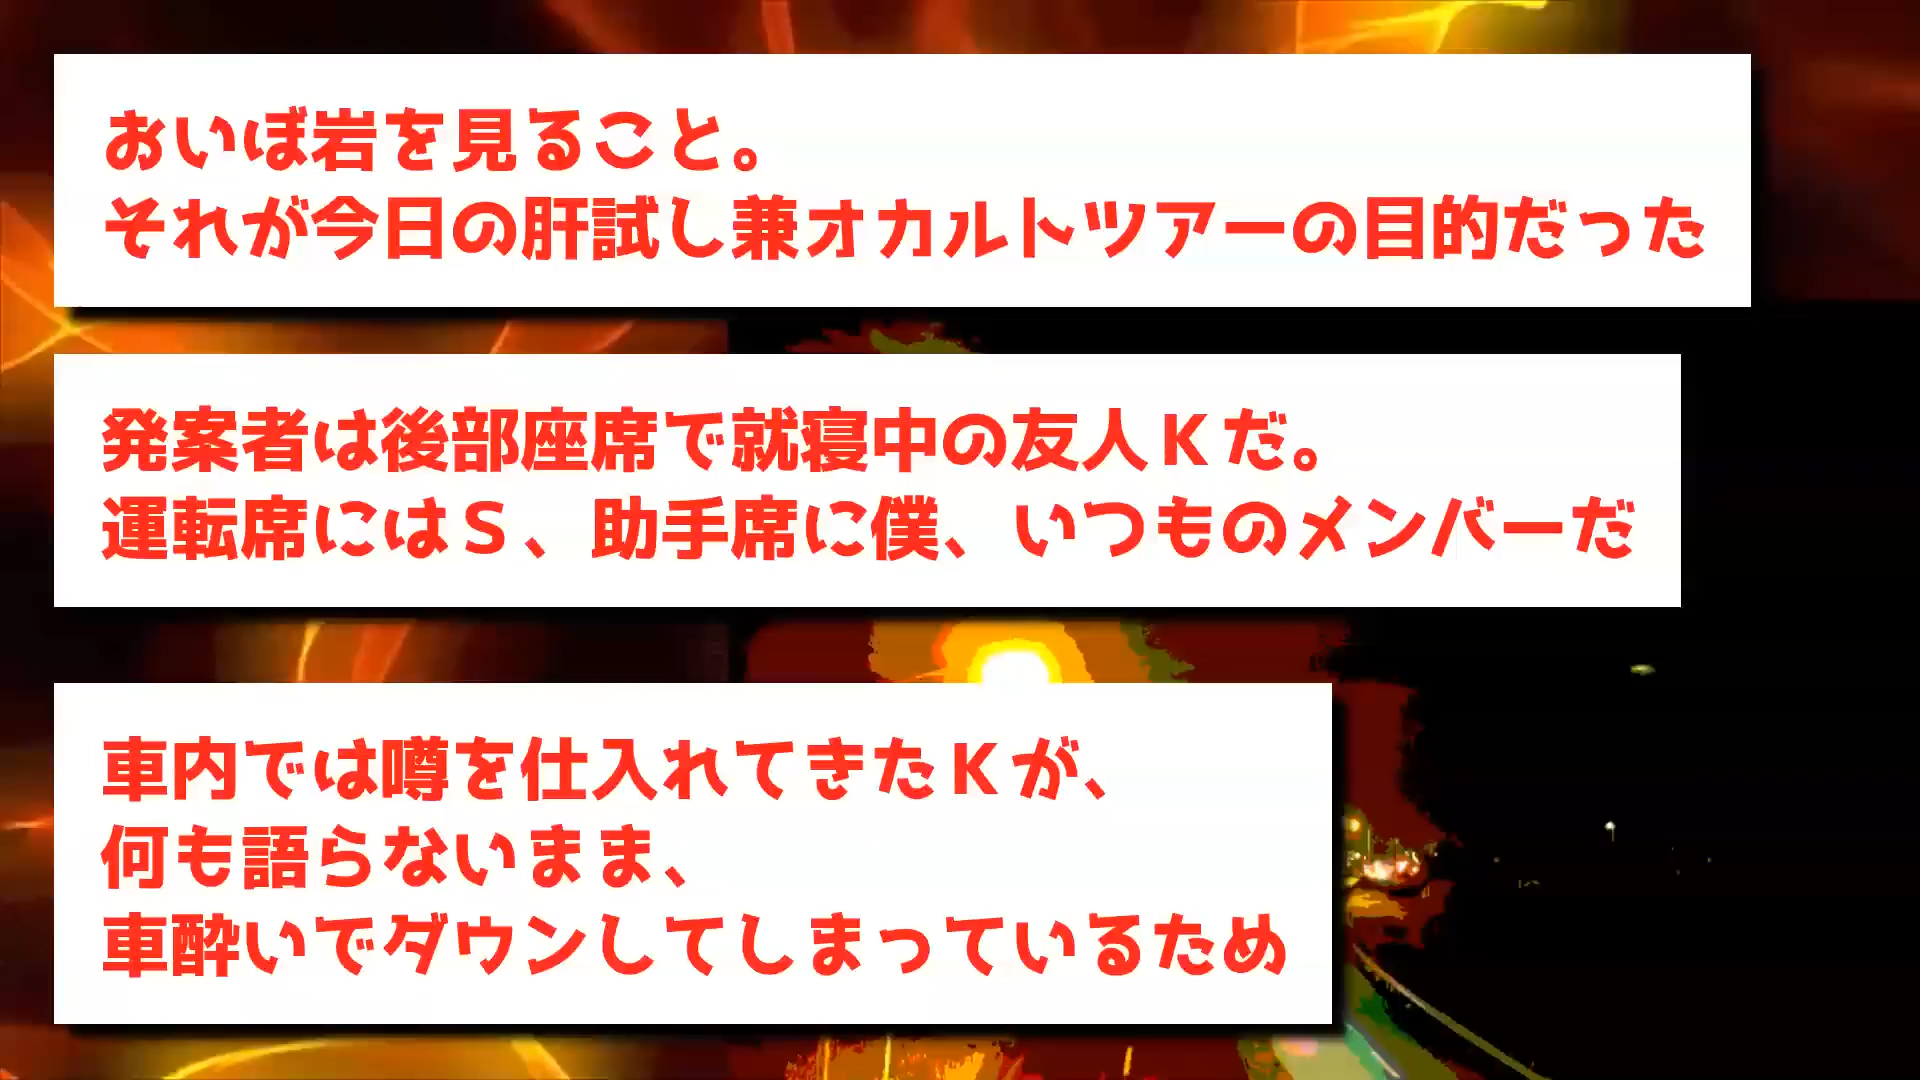 おいぼ岩を見ること。
それが今日の肝試し兼オカルトツアーの目的だった
発案者は後部座席で就寝中の友人Ｋだ。
運転席にはＳ、助手席に僕、いつものメンバーだ
車内では噂を仕入れてきたＫが、
何も語らないまま、
車酔いでダウンしてしまっているため